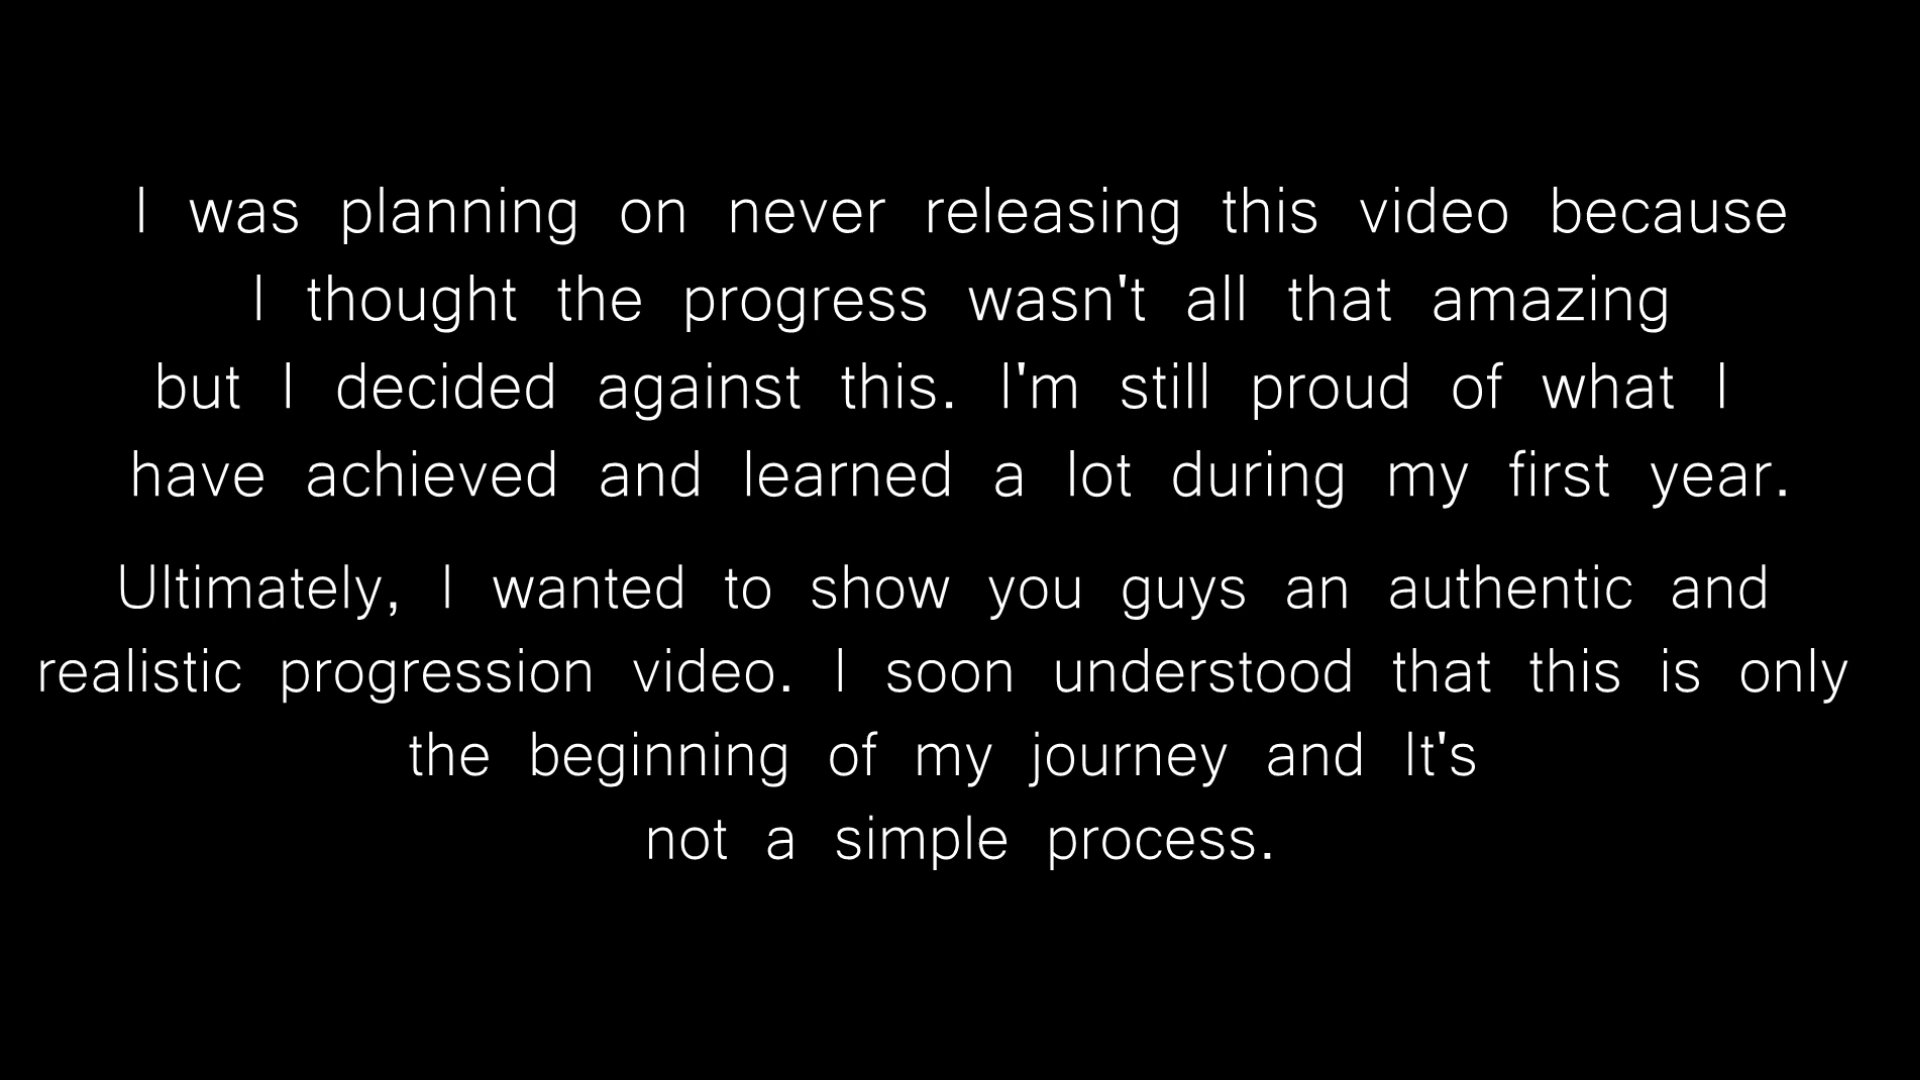 I was planning on never releasing this video because
I thought the progress wasn't all that amazing
but I decided against this. I'm still proud of what I
have achieved and learned a lot during my first year.
Ultimately, I wanted to show you guys an authentic and
realistic progression video. I soon understood that this is only
the beginning of my journey and It's
not a simple process.